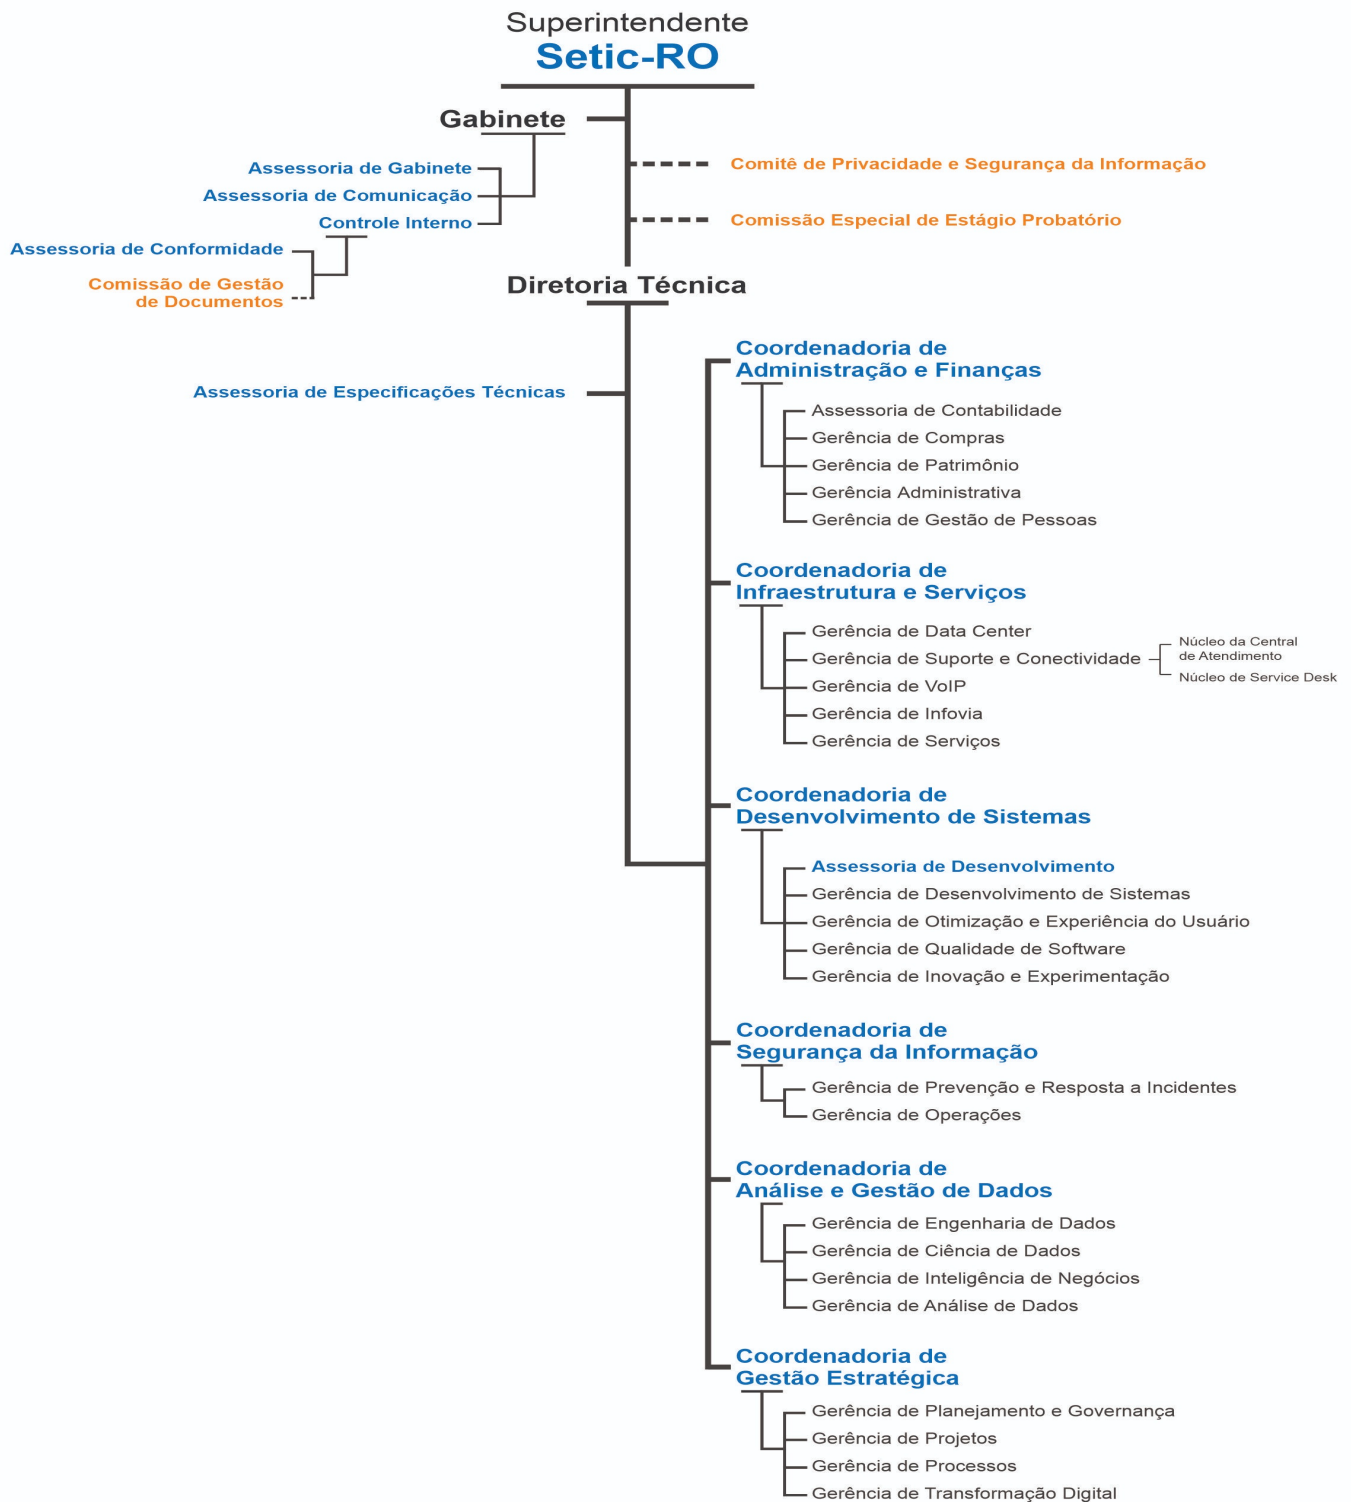 Superintendente
Setic-RO
Gabinete
Assessoria de Gabinete
Assessoria de Comunicação
Controle Interno
Assessoria de Conformidade
Comissão de Gestão
de Documentos
Comitê de Privacidade e Segurança da Informação
Comissão Especial de Estágio Probatório
Diretoria Técnica
Assessoria de Especificações Técnicas
Coordenadoria de
Administração e Finanças
Assessoria de Contabilidade
Gerência de Compras
Gerência de Patrimônio
Gerência Administrativa
Gerência de Gestão de Pessoas
Coordenadoria de
Infraestrutura e Serviços
Gerência de Data Center
Gerência de Suporte e Conectividade
Núcleo da Central
de Atendimento
Núcleo de Service Desk
Gerência de VoIP
Gerência de Infovia
Gerência de Serviços
Coordenadoria de
Desenvolvimento de Sistemas
Assessoria de Desenvolvimento
Gerência de Desenvolvimento de Sistemas
Gerência de Otimização e Experiência do Usuário
Gerência de Qualidade de Software
Gerência de Inovação e Experimentação
Coordenadoria de
Segurança da Informação
Gerência de Prevenção e Resposta a Incidentes
Gerência de Operações
Coordenadoria de
Análise e Gestão de Dados
Gerência de Engenharia de Dados
Gerência de Ciência de Dados
Gerência de Inteligência de Negócios
Gerência de Análise de Dados
Coordenadoria de
Gestão Estratégica
Gerência de Planejamento e Governança
Gerência de Projetos
Gerência de Processos
Gerência de Transformação Digital